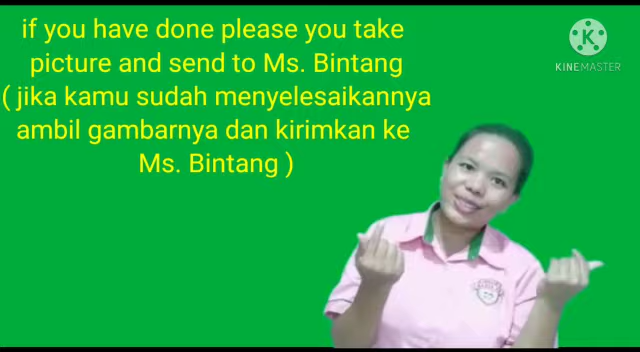 if you have done please you take
picture and send to Ms. Bintang
( jika kamu sudah menyelesaikannya
ambil gambarnya dan kirimkan ke
Ms. Bintang )
K
KINEMASTER